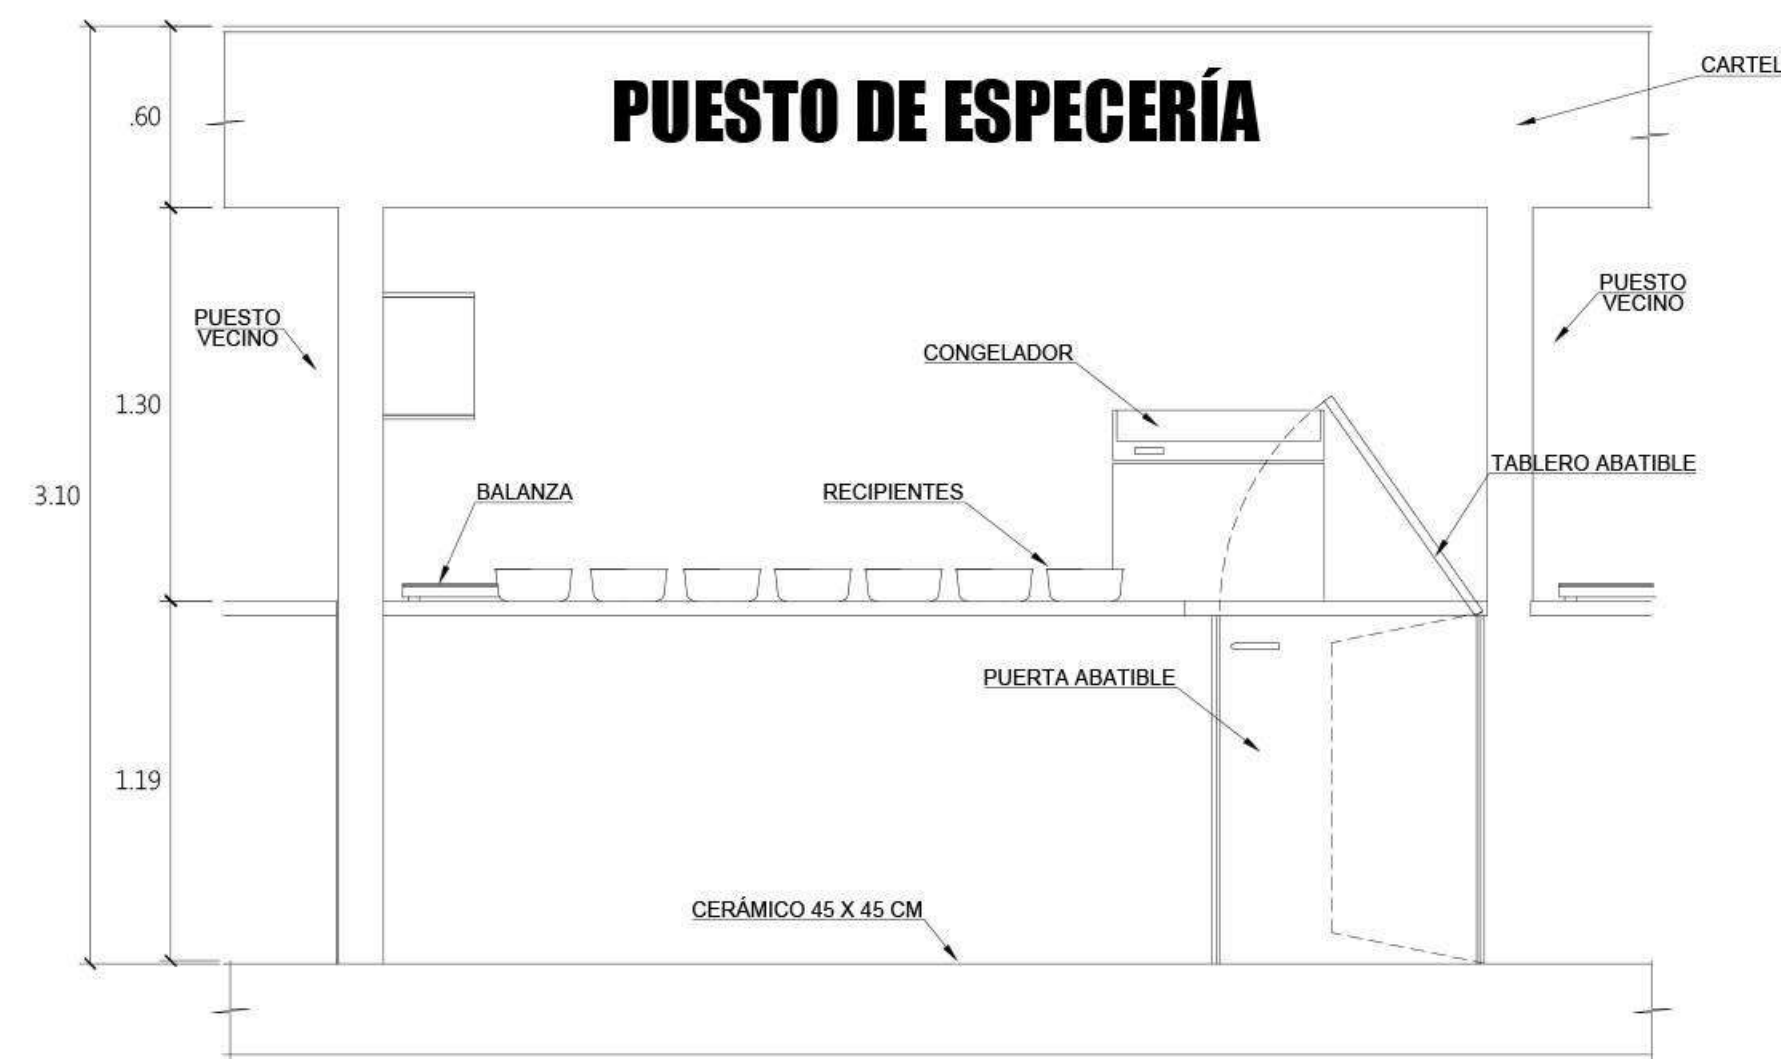 PUESTO DE ESPECERÍA
CARTEL
.60
PUESTO
VECINO
PUESTO
VECINO
CONGELADOR
1.30
TABLERO ABATIBLE
3.10
BALANZA
RECIPIENTES
PUERTA ABATIBLE
1.19
CERÁMICO 45 X 45 CM